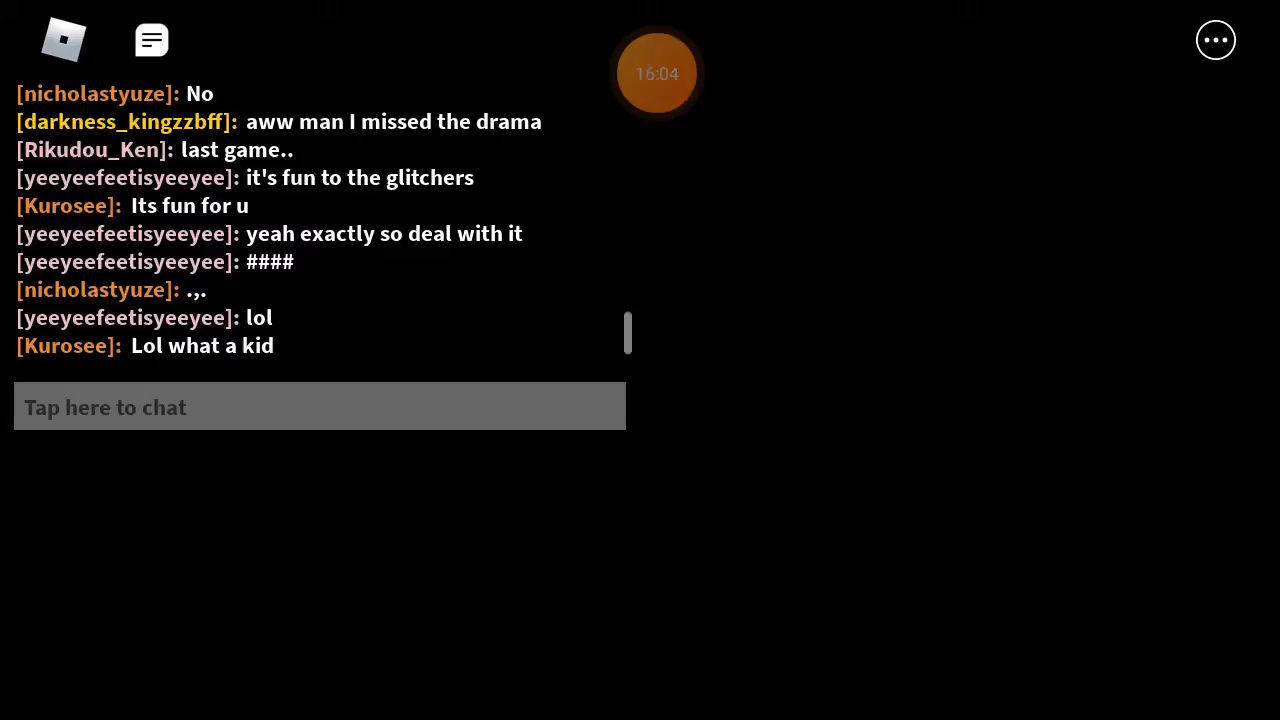 16:04
[nicholastyuze]: No
[darkness_kingzzbff]: aww man I missed the drama
[Rikudou_Ken]: last game..
[yeeyeefeetisyeeyee]: it's fun to the glitchers
[Kurosee]: Its fun for u
[yeeyeefeetisyeeyee]: yeah exactly so deal with it
[yeeyeefeetisyeeyee]: ####
[nicholastyuze]: .,.
[yeeyeefeetisyeeyee]: lol
[Kurosee]: Lol what a kid
Tap here to chat